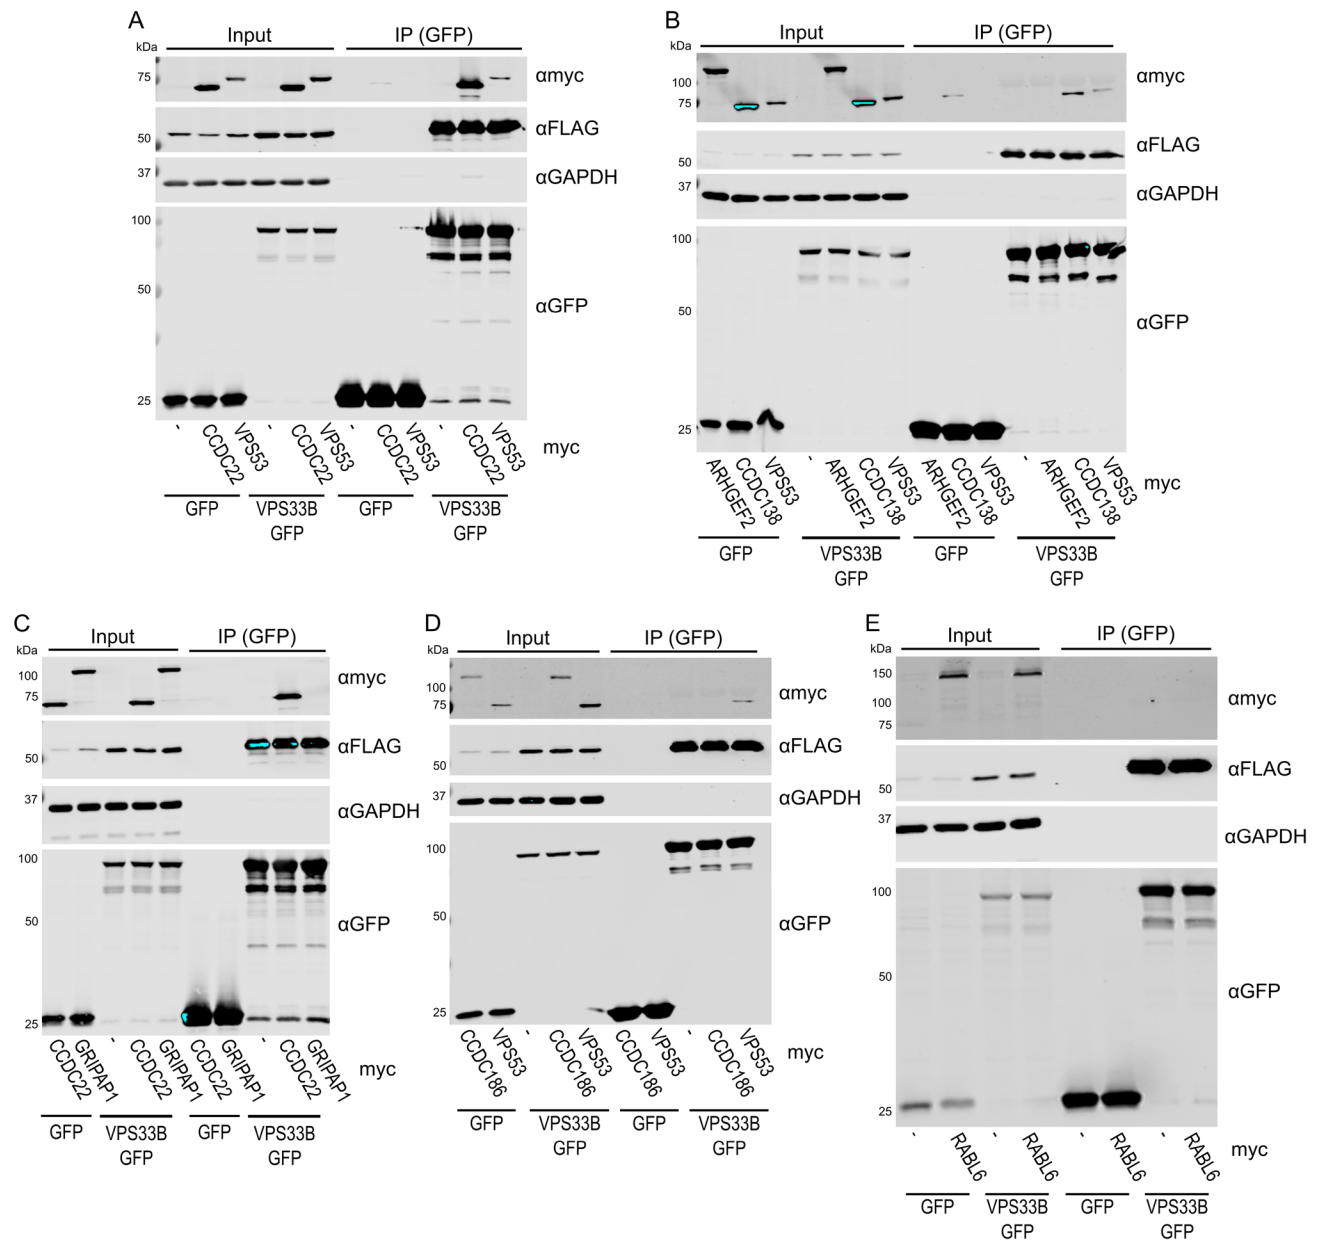 A
Input
IP (GFP)
kDa
75
αmyc
50
αFLAG
37
αGAPDH
100
50
25
αGFP
-
CCDC22
VPS53
-
CCDC22
VPS53
-
CCDC22
VPS53
-
CCDC22
VPS53
myc
GFP
VPS33B
GFP
GFP
VPS33B
GFP
B
Input
IP (GFP)
kDa
100
75
αmyc
50
αFLAG
37
αGAPDH
100
50
25
αGFP
ARHGEF2
CCDC138
VPS53
-
ARHGEF2
CCDC138
VPS53
ARHGEF2
CCDC138
VPS53
-
ARHGEF2
CCDC138
VPS53
myc
GFP
VPS33B
GFP
GFP
VPS33B
GFP
C
Input
IP (GFP)
kDa
100
75
αmyc
50
αFLAG
37
αGAPDH
100
50
25
αGFP
CCDC22
GRIPAP1
-
CCDC22
GRIPAP1
CCDC22
GRIPAP1
-
CCDC22
GRIPAP1
myc
GFP
VPS33B
GFP
GFP
VPS33B
GFP
D
Input
IP (GFP)
kDa
100
75
αmyc
50
αFLAG
37
αGAPDH
100
50
25
αGFP
CCDC186
VPS53
-
CCDC186
VPS53
CCDC186
VPS53
-
CCDC186
VPS53
myc
GFP
VPS33B
GFP
GFP
VPS33B
GFP
E
Input
IP (GFP)
kDa
150
100
75
αmyc
50
αFLAG
37
αGAPDH
100
50
25
αGFP
-
RABL6
-
RABL6
-
RABL6
-
RABL6
myc
GFP
VPS33B
GFP
GFP
VPS33B
GFP